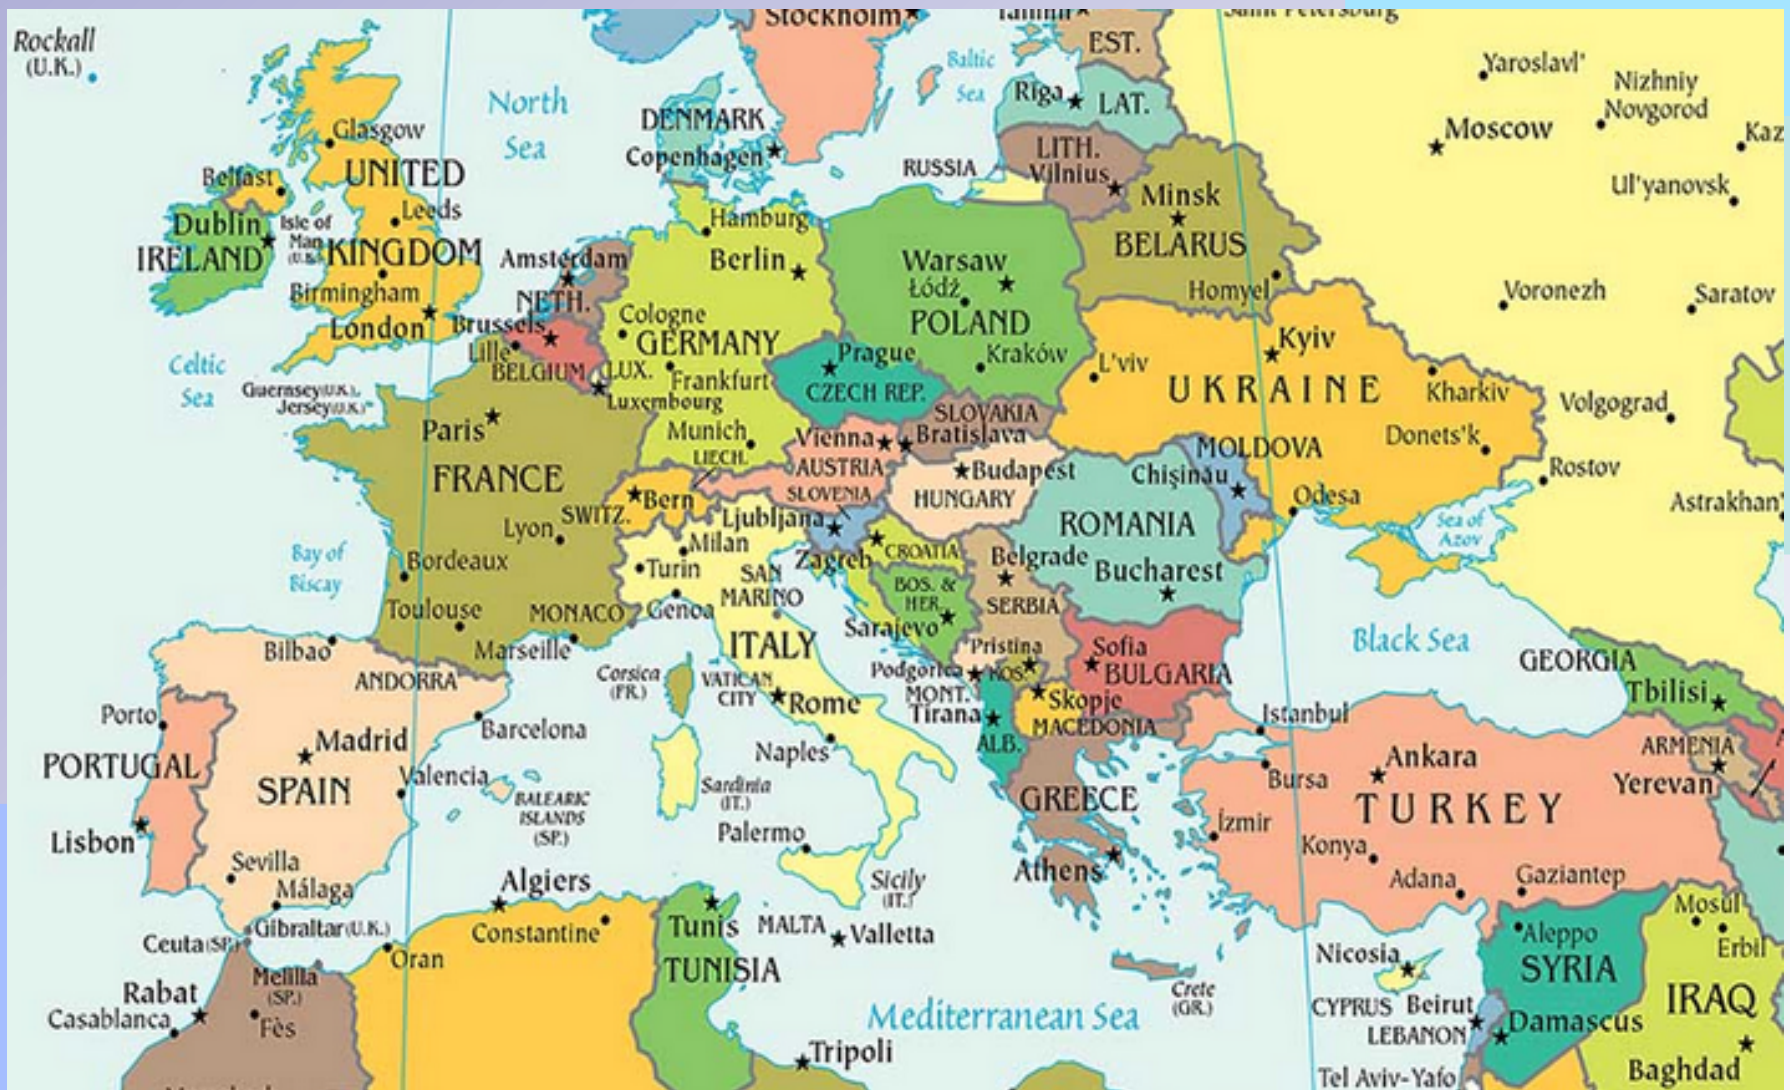 Stockholm
Tallinn
Saint Petersburg
Rockall
(U.K.)
EST.
Baltic
Sea
Yaroslavl'
Nizhniy
Novgorod
North
Sea
DENMARK
Copenhagen
Rīga
LAT.
Moscow
Kaz
Glasgow
UNITED
KINGDOM
Belfast
Leeds
Isle of
Man
(U.K.)
Dublin
IRELAND
Birmingham
London
RUSSIA
LITH.
Vilnius
Minsk
BELARUS
Homyel
Ul'yanovsk
Hamburg
Berlin
Amsterdam
NETH.
Cologne
GERMANY
Warsaw
Łódź
POLAND
Kraków
Voronezh
Saratov
Brussels
Lille
BELGIUM
LUX.
Luxembourg
Frankfurt
Prague
CZECH REP.
L'viv
Kyiv
UKRAINE
Kharkiv
Donets'k
Volgograd
Celtic
Sea
Guernsey(U.K.)
Jersey(U.K.)
Paris
FRANCE
Munich
LIECH.
Vienna
AUSTRIA
SLOVAKIA
Bratislava
MOLDOVA
Chişinău
Rostov
Astrakhan'
Bern
SWITZ.
SLOVENIA
Ljubljana
Budapest
HUNGARY
ROMANIA
Bucharest
Odesa
Sea of
Azov
Lyon
Bay of
Biscay
Bordeaux
Toulouse
MONACO
Marseille
Milan
Turin
Genoa
SAN
MARINO
Zagreb
CROATIA
Belgrade
SERBIA
BOS. &
HER.
Sarajevo
ITALY
Bilbao
ANDORRA
Corsica
(FR.)
VATICAN
CITY
Rome
Podgorica
MONT.
Pristina
KOS.
Sofia
BULGARIA
Skopje
MACEDONIA
Tirana
ALB.
Black Sea
GEORGIA
Tbilisi
Porto
PORTUGAL
Lisbon
Madrid
SPAIN
Barcelona
Valencia
BALEARIC
ISLANDS
(SP.)
Sardinia
(IT.)
Naples
Palermo
Sicily
(IT.)
GREECE
Athens
Istanbul
Bursa
Ankara
TURKEY
İzmir
Konya
Adana
Gaziantep
ARMENIA
Yerevan
A
Sevilla
Málaga
Gibraltar(U.K.)
Ceuta(SP.)
Melilla
(SP.)
Algiers
Constantine
Oran
Tunis
TUNISIA
MALTA
Valletta
Rabat
Casablanca
Fès
Mediterranean Sea
Crete
(GR.)
Nicosia
CYPRUS
Aleppo
SYRIA
Mosul
Erbil
IRAQ
Beirut
LEBANON
Damascus
Baghdad
Tripoli
Tel Aviv-Yafo